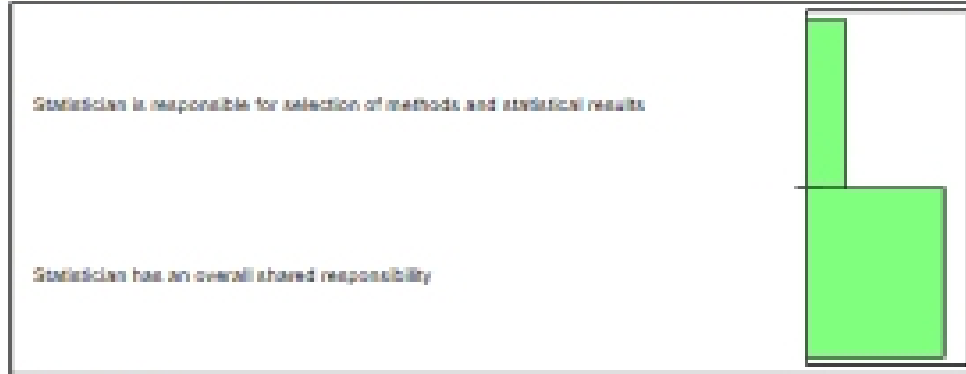 Statistician is responsible for selection of methods and statistical results
Statistician has an overall shared responsibility